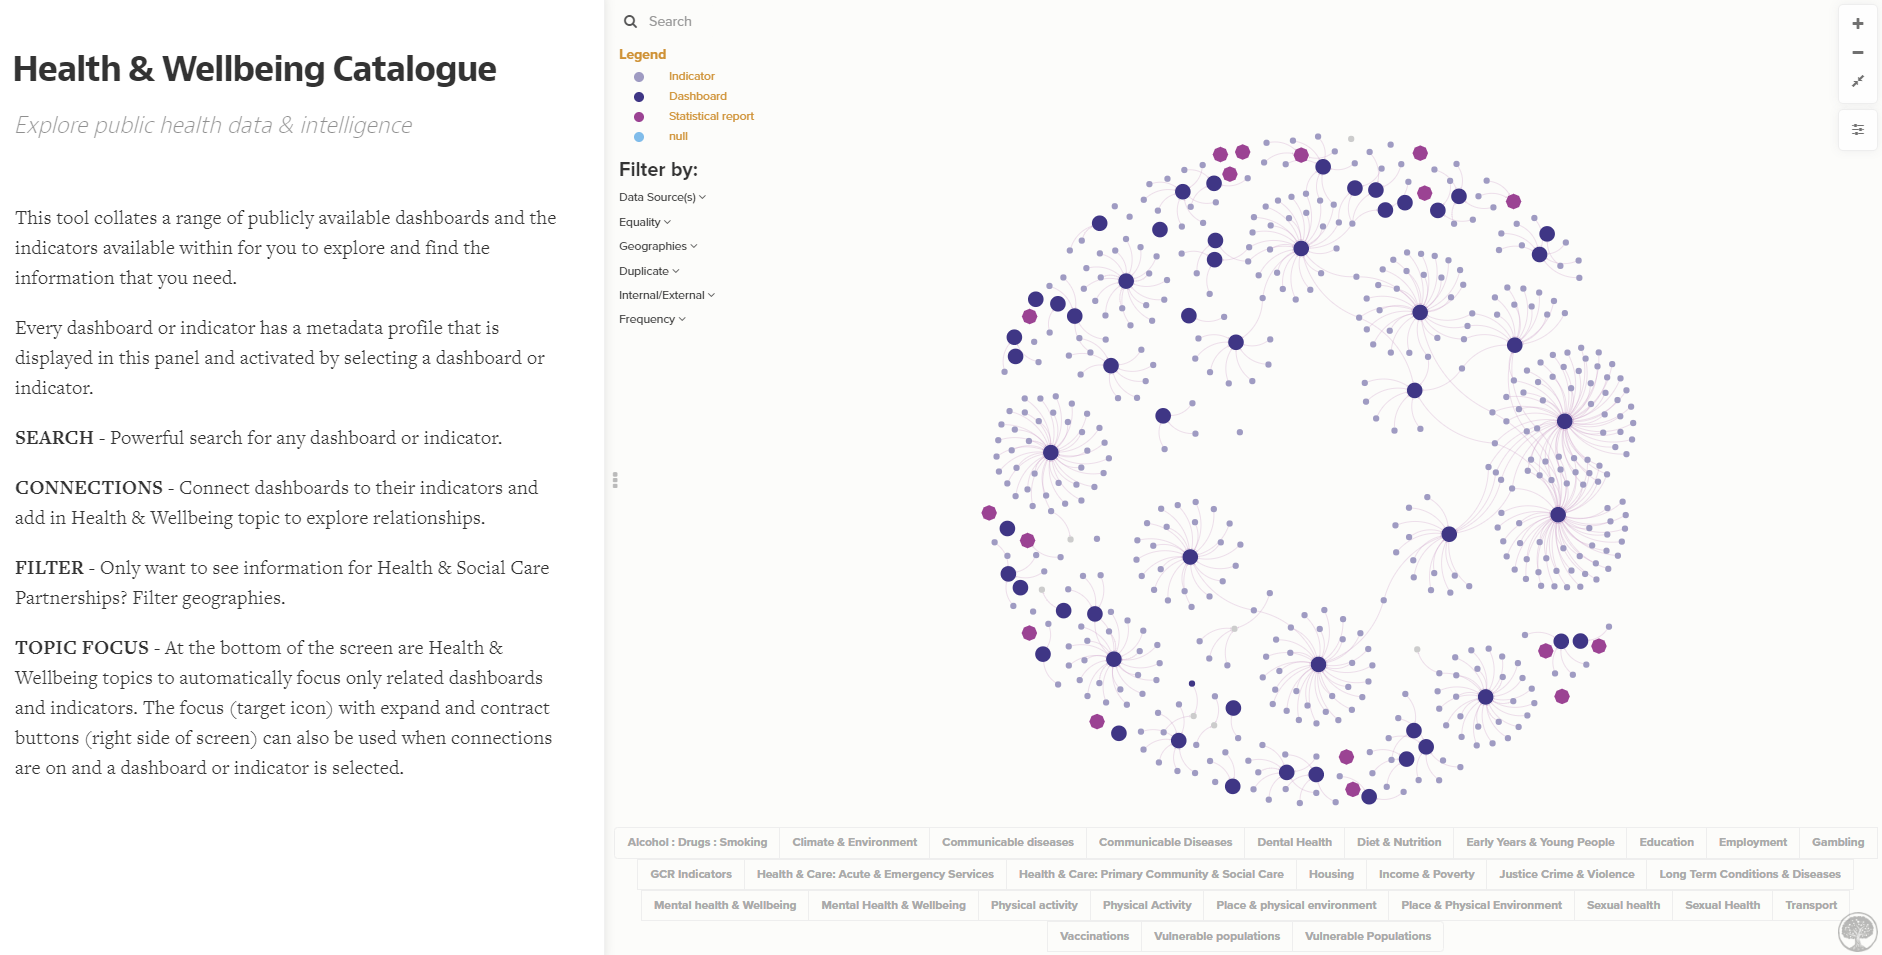 Health & Wellbeing Catalogue
Explore public health data & intelligence
This tool collates a range of publicly available dashboards and the
indicators available within for you to explore and find the
information that you need.
Every dashboard or indicator has a metadata profile that is
displayed in this panel and activated by selecting a dashboard or
indicator.
SEARCH - Powerful search for any dashboard or indicator.
CONNECTIONS - Connect dashboards to their indicators and
add in Health & Wellbeing topic to explore relationships.
FILTER - Only want to see information for Health & Social Care
Partnerships? Filter geographies.
TOPIC FOCUS - At the bottom of the screen are Health &
Wellbeing topics to automatically focus only related dashboards
and indicators. The focus (target icon) with expand and contract
buttons (right side of screen) can also be used when connections
are on and a dashboard or indicator is selected.
Search
Legend
Indicator
Dashboard
Statistical report
null
Filter by:
Data Source(s)
Equality
Geographies
Duplicate
Internal/External
Frequency
Alcohol : Drugs : Smoking Climate & Environment Communicable diseases Communicable Diseases Dental Health Diet & Nutrition Early Years & Young People Education Employment Gambling
GCR Indicators Health & Care: Acute & Emergency Services Health & Care: Primary Community & Social Care Housing Income & Poverty Justice Crime & Violence Long Term Conditions & Diseases
Mental health & Wellbeing Mental Health & Wellbeing Physical activity Physical Activity Place & physical environment Place & Physical Environment Sexual health Sexual Health Transport
Vaccinations Vulnerable populations Vulnerable Populations